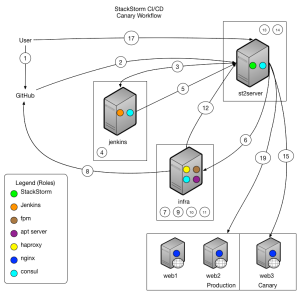 StackStorm CI/CD
Canary Workflow
User
17
13
14
1
2
3
st2server
GitHub
5
12
jenkins
4
6
8
19
15
infra
7
9
10
11
Legend (Roles)
StackStorm
jenkins
fpm
apt server
haproxy
nginx
consul
web1
web2
web3
Production
Canary